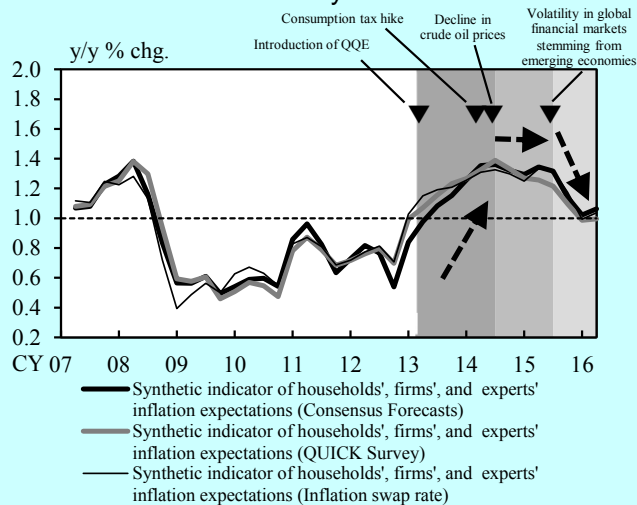 Consumption tax hike
Decline in
crude oil prices
Volatility in global
financial markets
stemming from
emerging economies
Introduction of QQE
y/y % chg.
2.0
1.8
1.6
1.4
1.2
1.0
0.8
0.6
0.4
0.2
CY 07 08 09 10 11 12 13 14 15 16
Synthetic indicator of households', firms', and experts'
inflation expectations (Consensus Forecasts)
Synthetic indicator of households', firms', and experts'
inflation expectations (QUICK Survey)
Synthetic indicator of households', firms', and experts'
inflation expectations (Inflation swap rate)